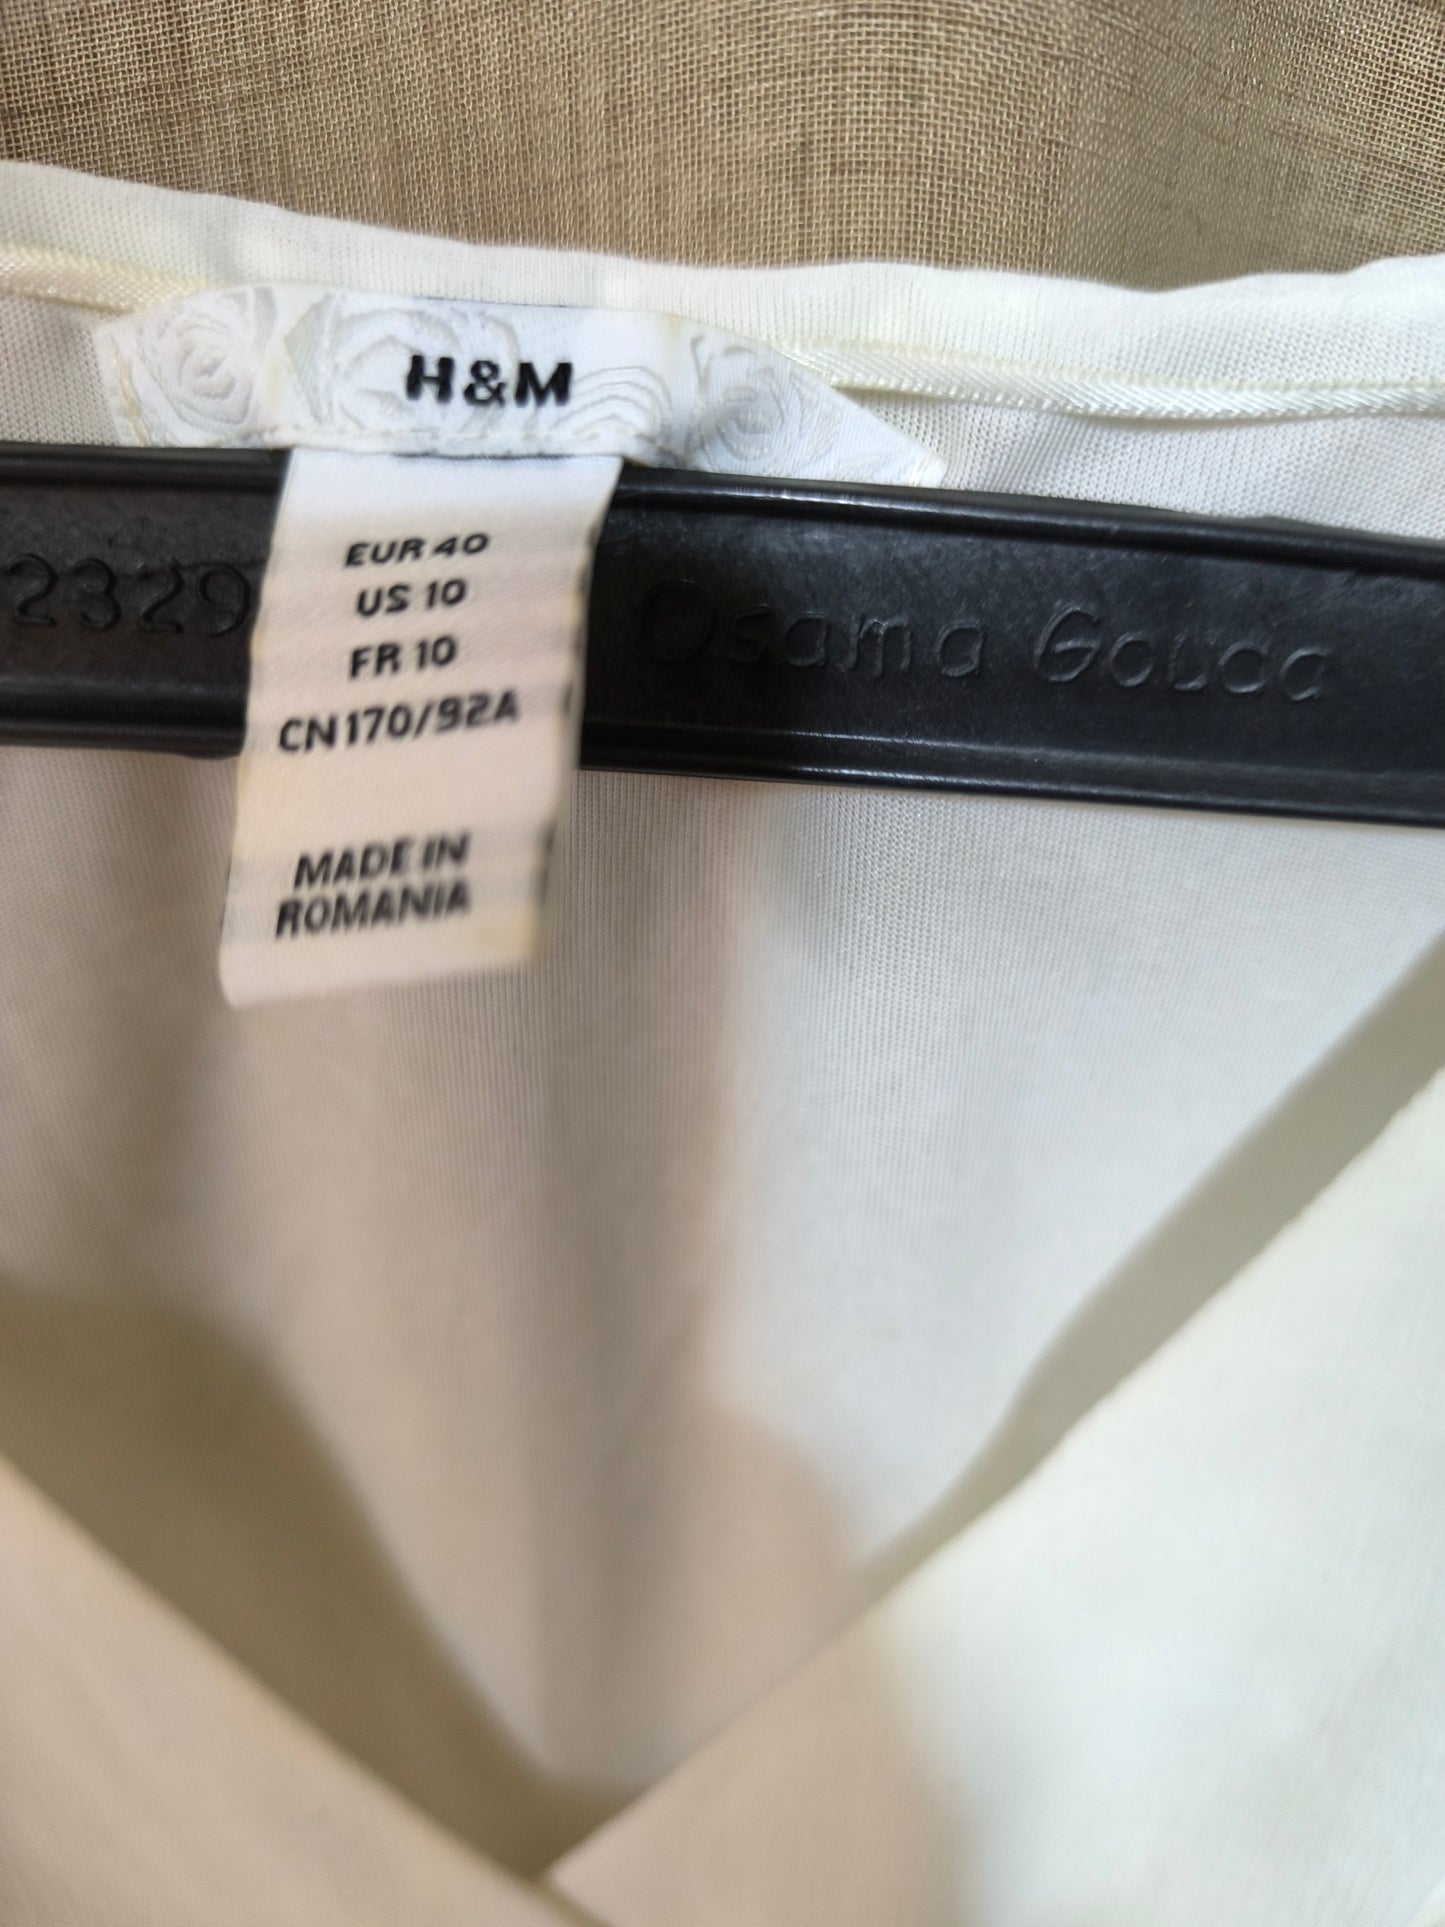 H&M
EUR 40
US 10
FR 10
CN170/92A
MADE IN
ROMANIA
2329
Osama Gouda